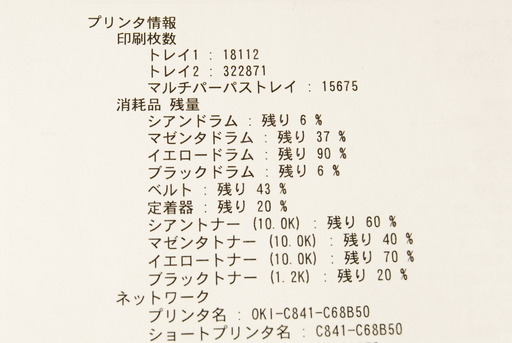 プリンタ情報
印刷枚数
トレイ1 : 18112
トレイ2 : 322871
マルチパーパストレイ : 15675
消耗品 残量
シアンドラム : 残り 6 %
マゼンタドラム : 残り 37 %
イエロードラム : 残り 90 %
ブラックドラム : 残り 6 %
ベルト : 残り 43 %
定着器 : 残り 20 %
シアントナー (10.0K) : 残り 60 %
マゼンタトナー (10.0K) : 残り 40 %
イエロートナー (10.0K) : 残り 70 %
ブラックトナー (1.2K) : 残り 20 %
ネットワーク
プリンタ名 : OKI-C841-C68B50
ショートプリンタ名 : C841-C68B50